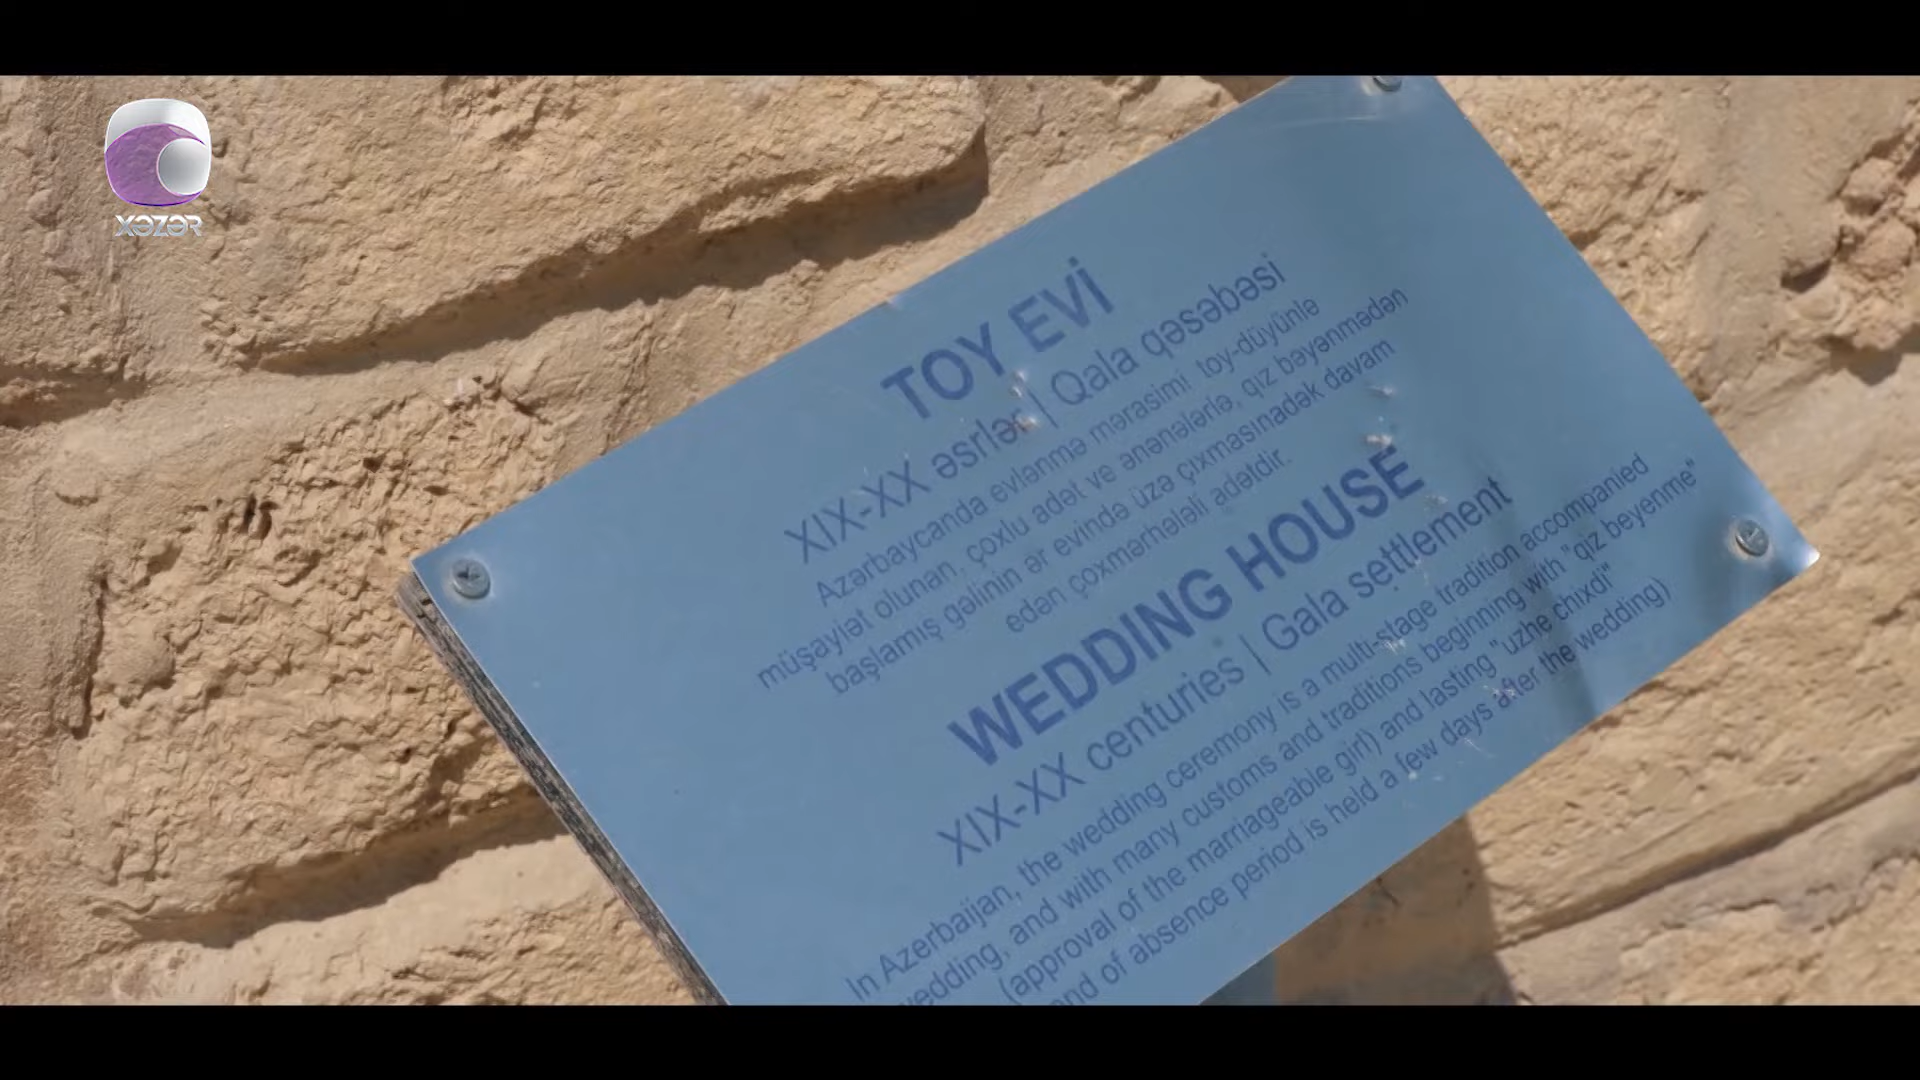 XƏZƏR
TOY EVİ
XIX-XX əsrlər | Qala qəsəbəsi
Azərbaycanda evlənmə mərasimi toy-düyünlə
müşayiət olunan, çoxlu adət ve ənənələrlə, qız bəyənmədən
başlamış gəlinin ər evində üzə çıxmasınadək davam
edən çoxmərhələli adətdir.
WEDDING HOUSE
XIX-XX centuries | Gala settlement
In Azerbaijan, the wedding ceremony is a multi-stage tradition accompanied
wedding, and with many customs and traditions beginning with "qiz beyenme"
(approval of the marriageable girl) and lasting "uzhe chixdi"
end of absence period is held a few days after the wedding)